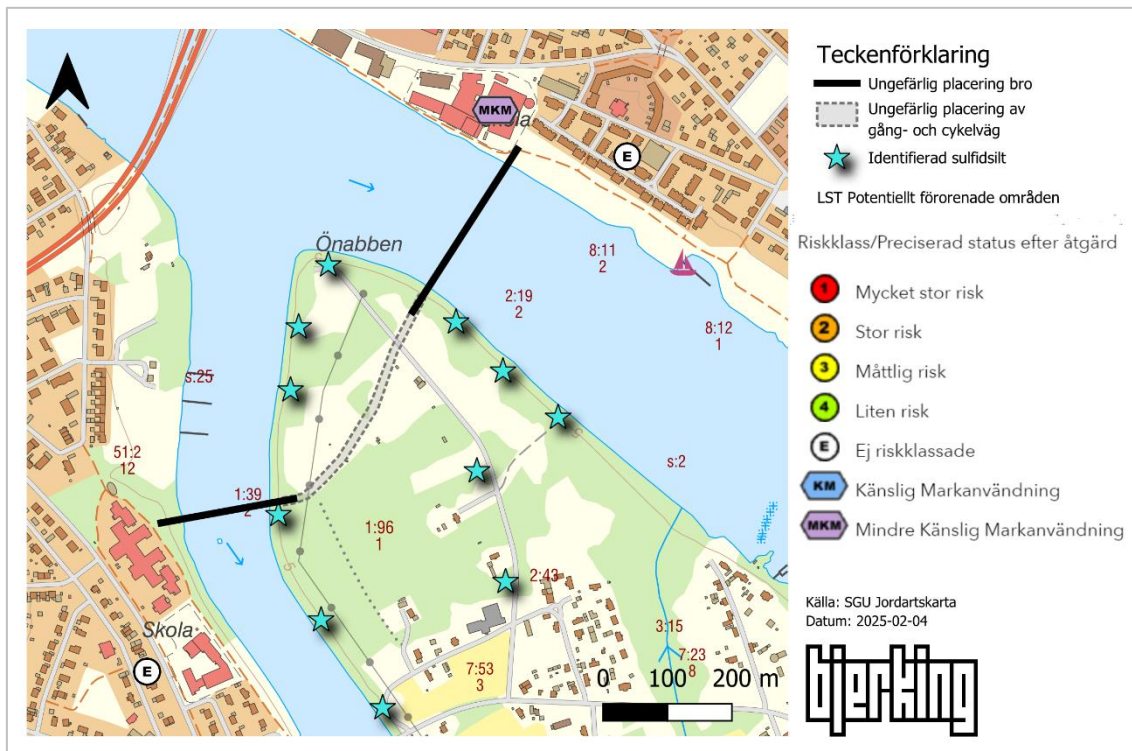 Teckenförklaring
Ungefärlig placering bro
Ungefärlig placering av
gång- och cykelväg
Identifierad sulfidsilt
LST Potentiellt förorenade områden
Riskklass/Preciserad status efter åtgärd
1 Mycket stor risk
2 Stor risk
3 Måttlig risk
4 Liten risk
E Ej riskklassade
KM Känslig Markanvändning
MKM Mindre Känslig Markanvändning
Källa: SGU Jordartskarta
Datum: 2025-02-04
bjerking
MKM
E
Önabben
8:11
2
2:19
2
8:12
1
s:25
51:2
12
s:2
1:39
1:96
1
5
2:43
Skola
3:15
7:23
8
E
7:53
3
0 100 200 m